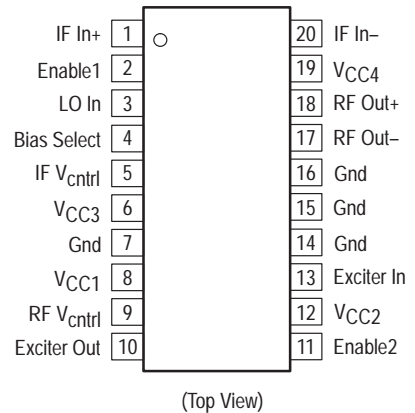 IF In+ 1 20 IF In–
Enable1 2 19 VCC4
LO In 3 18 RF Out+
Bias Select 4 17 RF Out–
IF Vcntrl 5 16 Gnd
VCC3 6 15 Gnd
Gnd 7 14 Gnd
VCC1 8 13 Exciter In
RF Vcntrl 9 12 VCC2
Exciter Out 10 11 Enable2
(Top View)